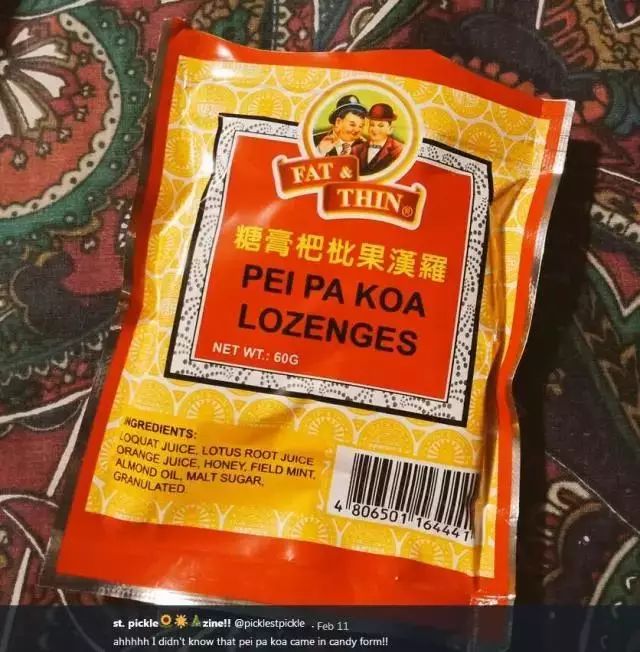 FAT &
THIN ®
糖膏杷枇果漢羅
PEI PA KOA
LOZENGES
NET WT.: 60G
INGREDIENTS:
LOQUAT JUICE, LOTUS ROOT JUICE
ORANGE JUICE, HONEY, FIELD MINT,
ALMOND OIL, MALT SUGAR,
GRANULATED.
4 806501 164441
st. pickle zine!! @picklestpickle . Feb 11
ahhhhh I didn't know that pei pa koa came in candy form!!